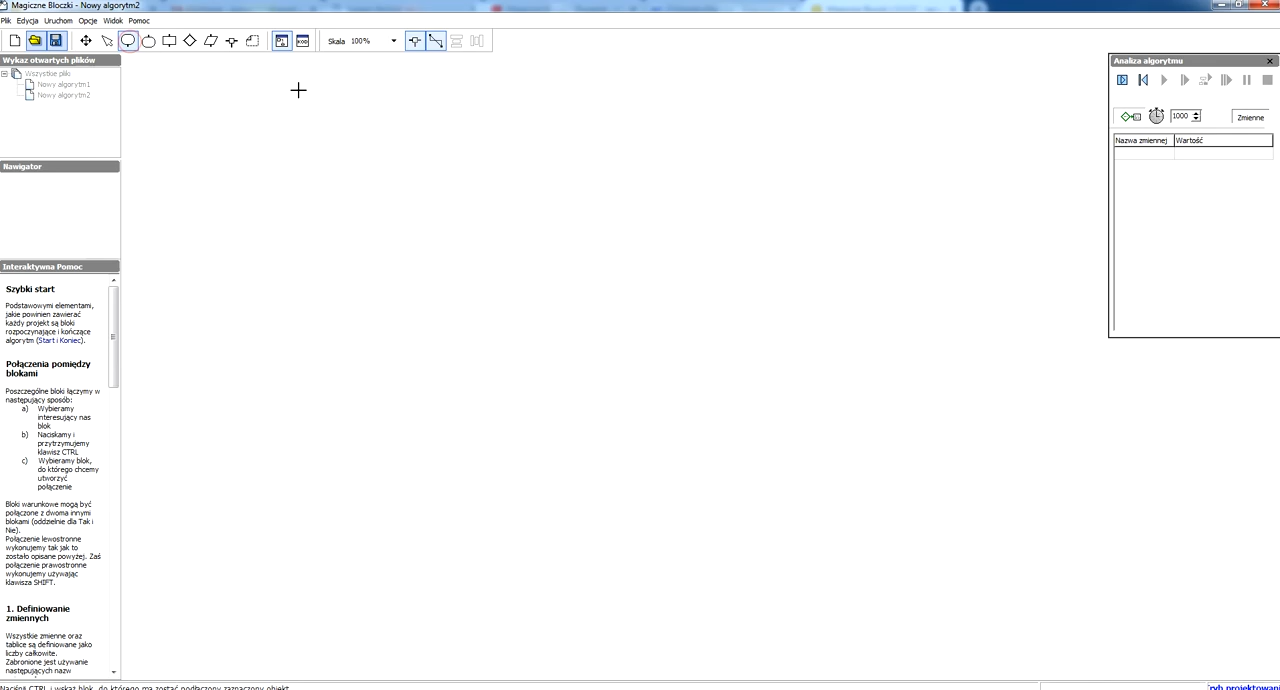 Magiczne Bloczki - Nowy algorytm2
Plik Edycja Uruchom Opcje Widok Pomoc
Skala 100%
Wykaz otwartych plików
Wszystkie pliki
Nowy algorytm1
Nowy algorytm2
Nawigator
Interaktywna Pomoc
Szybki start
Podstawowymi elementami,
jakie powinien zawierać
każdy projekt są bloki
rozpoczynające i kończące
algorytm (Start i Koniec).
Połączenia pomiędzy
blokami
Poszczególne bloki łączymy w
następujący sposób:
a) Wybieramy
interesujący nas
blok
b) Naciskamy i
przytrzymujemy
klawisz CTRL
c) Wybieramy blok,
do którego chcemy
utworzyć
połączenie
Bloki warunkowe mogą być
połączone z dwoma innymi
blokami (oddzielnie dla Tak i
Nie).
Połączenie lewostronne
wykonujemy tak jak to
zostało opisane powyżej. Zaś
połączenie prawostronne
wykonujemy używając
klawisza SHIFT.
1. Definiowanie
zmiennych
Wszystkie zmienne oraz
tablice są definiowane jako
liczby całkowite.
Zabronione jest używanie
następujących nazw
Analiza algorytmu
1000 Zmienne
Nazwa zmiennej Wartość
Naciśnij CTRL i wskaż blok, do którego ma zostać podłączony zaznaczony obiekt